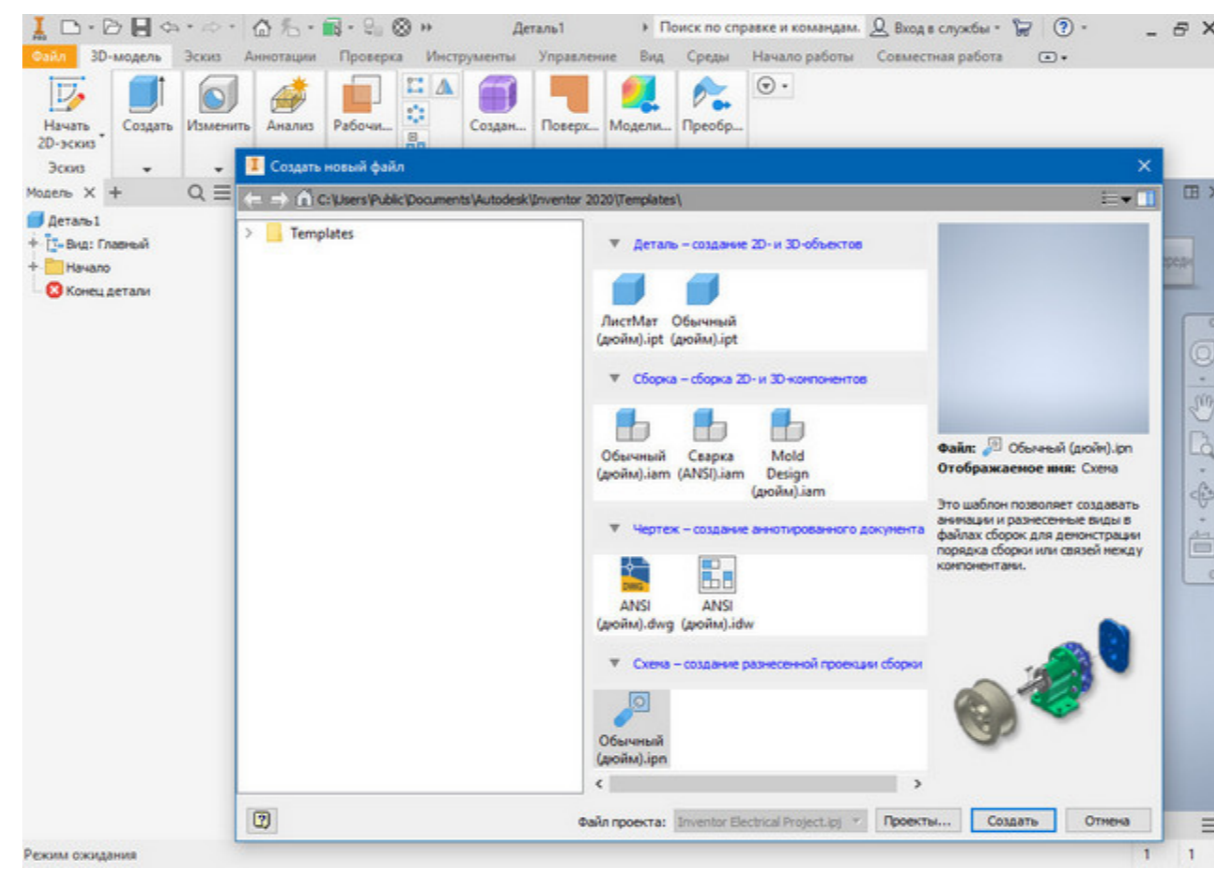 PRO
Деталь1
Поиск по справке и командам.
Вход в службы
Файл 3D-модель Эскиз Аннотации Проверка Инструменты Управление Вид Среды Начало работы Совместная работа
Начать 2D-эскиз
Создать
Изменить
Анализ
Рабочи...
Создан...
Поверх...
Модели...
Преобр...
Эскиз
Модель X +
Деталь1
Вид: Главный
Начало
Конец детали
Создать новый файл
C:\Users\Public\Documents\Autodesk\Inventor 2020\Templates\
Templates
Деталь – создание 2D- и 3D-объектов
ЛистМат (дюйм).ipt
Обычный (дюйм).ipt
Сборка – сборка 2D- и 3D-компонентов
Обычный (дюйм).iam
Сварка (ANSI).iam
Mold Design (дюйм).iam
Чертеж – создание аннотированного документа
DWG
ANSI (дюйм).dwg
ANSI (дюйм).idw
Схема – создание разнесенной проекции сборки
Обычный (дюйм).ipn
Файл: Обычный (дюйм).ipn
Отображаемое имя: Схема
Это шаблон позволяет создавать
анимации и разнесенные виды в
файлах сборок для демонстрации
порядка сборки или связей между
компонентами.
Файл проекта: Inventor Electrical Project.ipj
Проекты...
Создать
Отмена
Режим ожидания
1 1